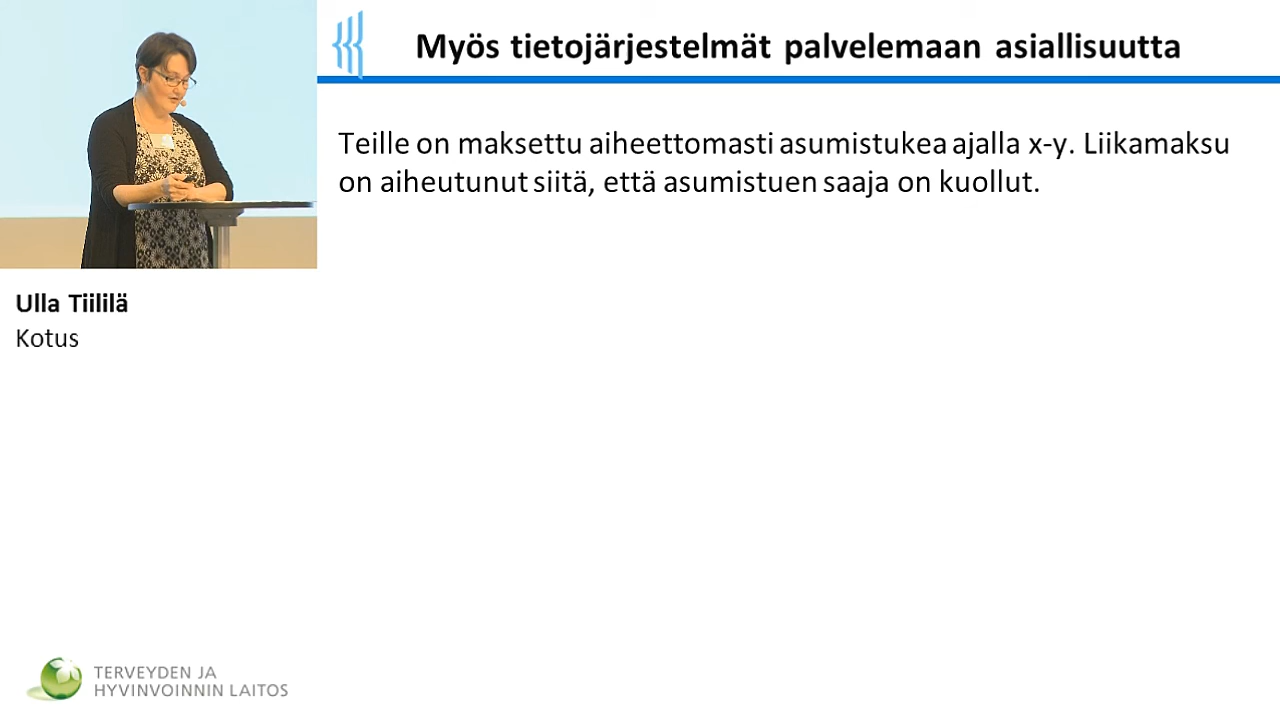 Myös tietojärjestelmät palvelemaan asiallisuutta
Teille on maksettu aiheettomasti asumistukea ajalla x-y. Liikamaksu
on aiheutunut siitä, että asumistuen saaja on kuollut.
Ulla Tiililä
Kotus
TERVEYDEN JA
HYVINVOINNIN LAITOS